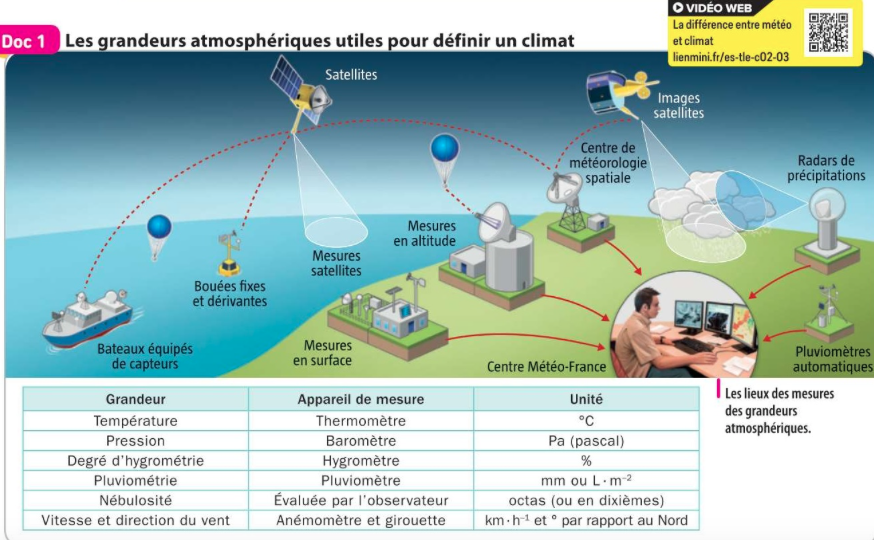 VIDÉO WEB
La différence entre météo
et climat
lienmini.fr/es-tle-c02-03
Doc 1 Les grandeurs atmosphériques utiles pour définir un climat
Satellites
Images
satellites
Centre de
météorologie
spatiale
Radars de
précipitations
Mesures
en altitude
Mesures
satellites
Bouées fixes
et dérivantes
Bateaux équipés
de capteurs
Mesures
en surface
Centre Météo-France
Pluviomètres
automatiques
Les lieux des mesures
des grandeurs
atmosphériques.
Grandeur Appareil de mesure Unité
Température Thermomètre °C
Pression Baromètre Pa (pascal)
Degré d'hygrométrie Hygromètre %
Pluviométrie Pluviomètre mm ou L · m⁻²
Nébulosité Évaluée par l'observateur octas (ou en dixièmes)
Vitesse et direction du vent Anémomètre et girouette km · h⁻¹ et ° par rapport au Nord